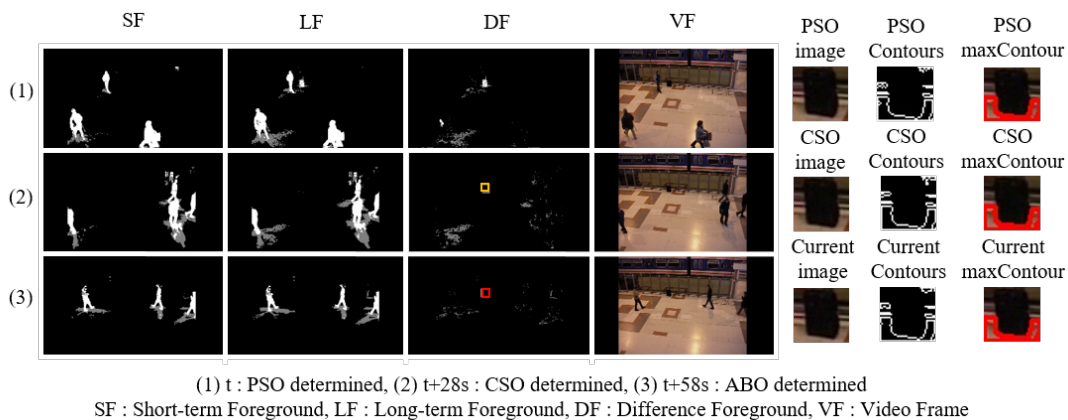 SF LF DF VF
PSO image
PSO Contours
PSO maxContour
(1)
CSO image
CSO Contours
CSO maxContour
(2)
Current image
Current Contours
Current maxContour
(3)
(1) t : PSO determined, (2) t+28s : CSO determined, (3) t+58s : ABO determined
SF : Short-term Foreground, LF : Long-term Foreground, DF : Difference Foreground, VF : Video Frame